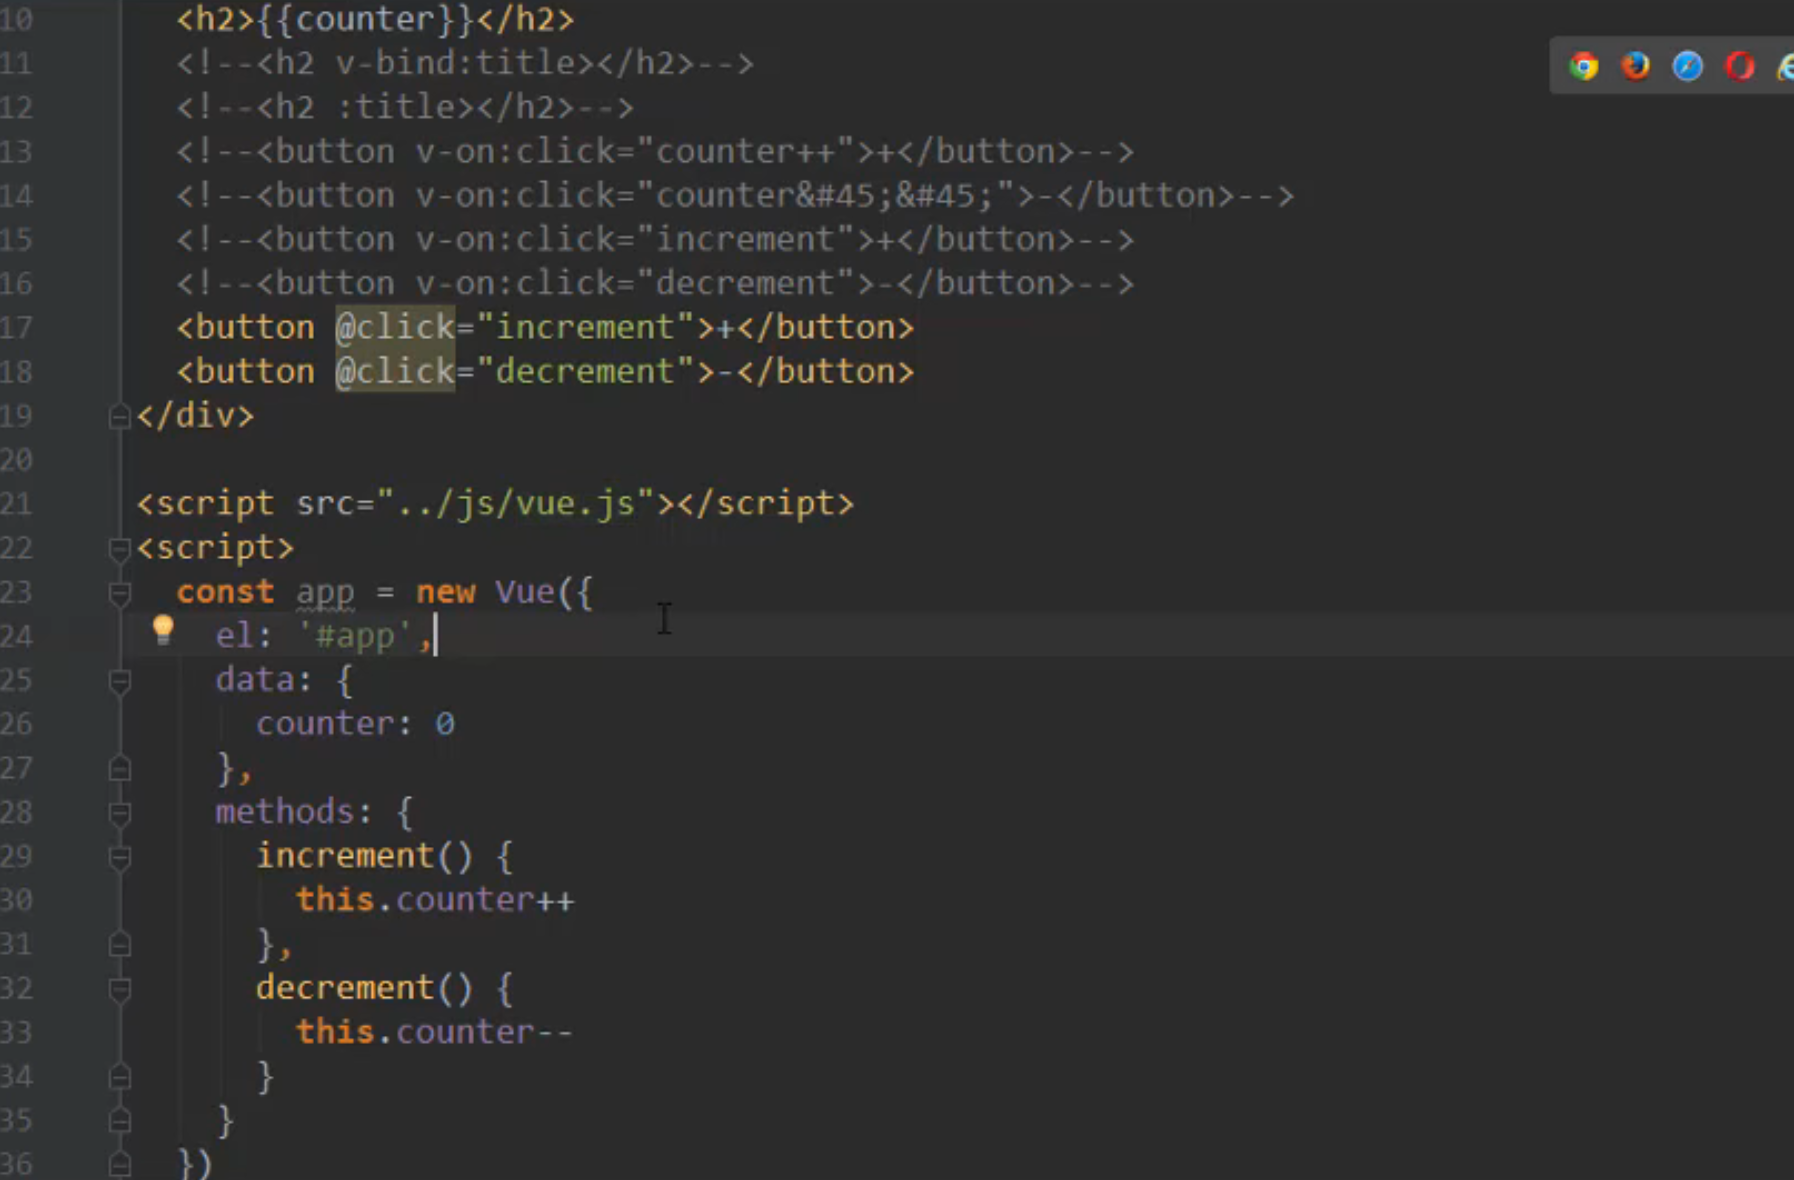 10 <h2>{{counter}}</h2>
11 <!--<h2 v-bind:title></h2>-->
12 <!--<h2 :title></h2>-->
13 <!--<button v-on:click="counter++">+</button>-->
14 <!--<button v-on:click="counter&#45;&#45;">-</button>-->
15 <!--<button v-on:click="increment">+</button>-->
16 <!--<button v-on:click="decrement">-</button>-->
17 <button @click="increment">+</button>
18 <button @click="decrement">-</button>
19 </div>
20
21 <script src="../js/vue.js"></script>
22 <script>
23 const app = new Vue({
24 el: '#app',
25 data: {
26 counter: 0
27 },
28 methods: {
29 increment() {
30 this.counter++
31 },
32 decrement() {
33 this.counter--
34 }
35 }
36 })